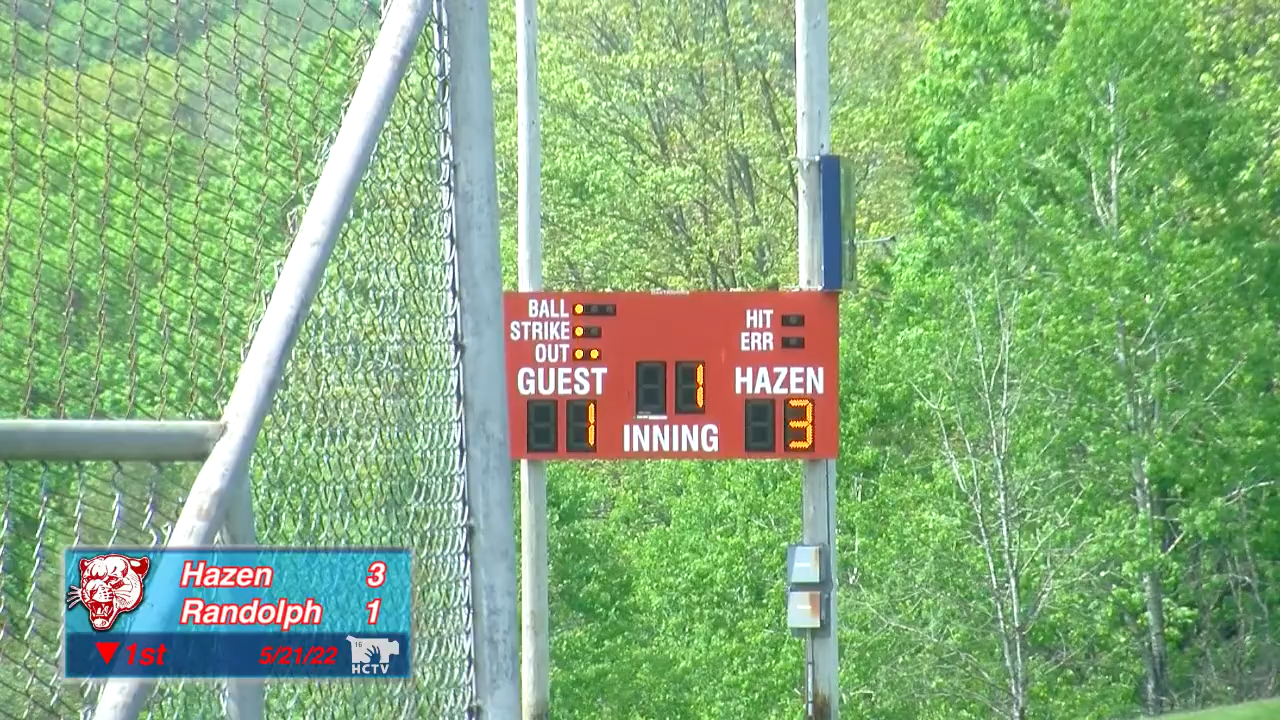 BALL
STRIKE
OUT
HIT
ERR
GUEST
HAZEN
1
1
INNING
3
Hazen 3
Randolph 1
▼1st 5/21/22
16
HCTV